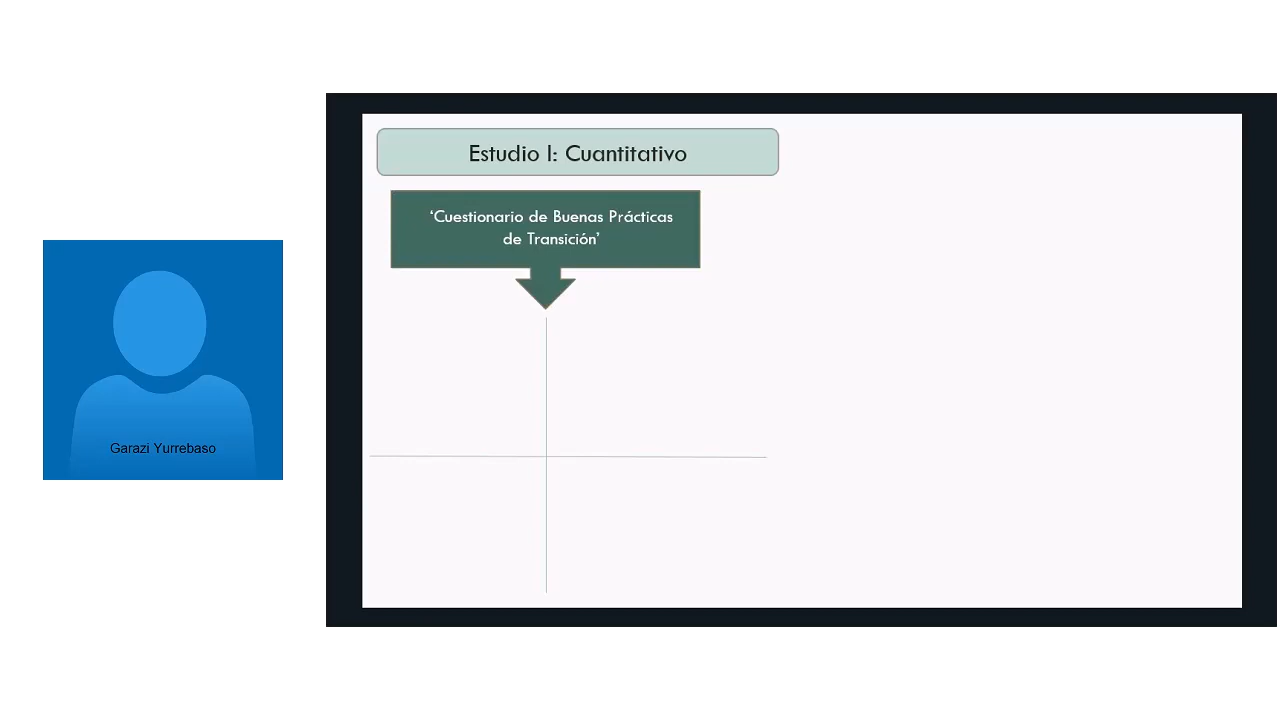 Estudio I: Cuantitativo
‘Cuestionario de Buenas Prácticas
de Transición’
Garazi Yurrebaso